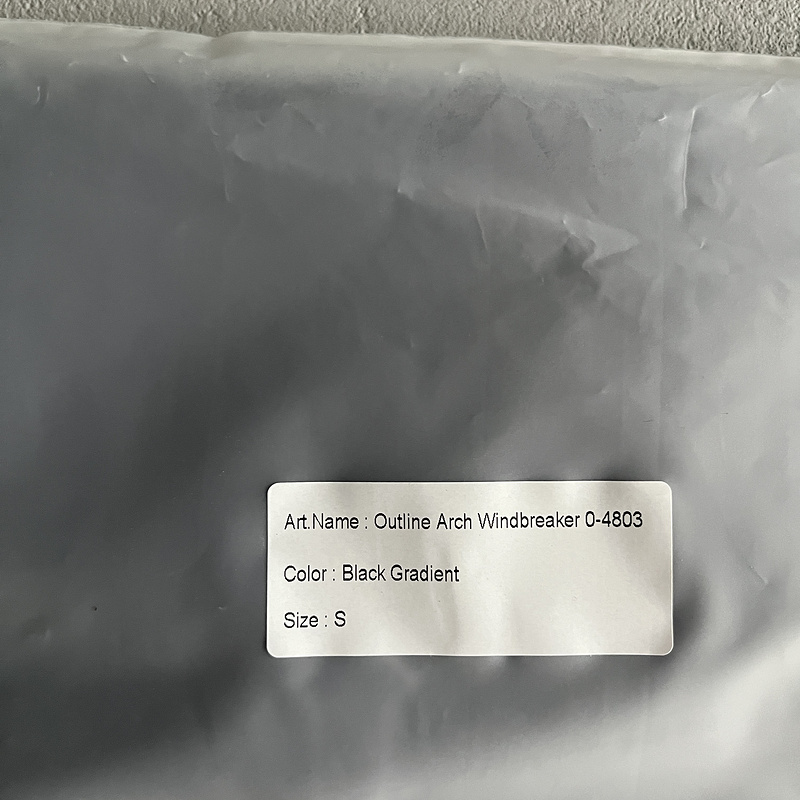 Art.Name : Outline Arch Windbreaker 0-4803
Color : Black Gradient
Size : S